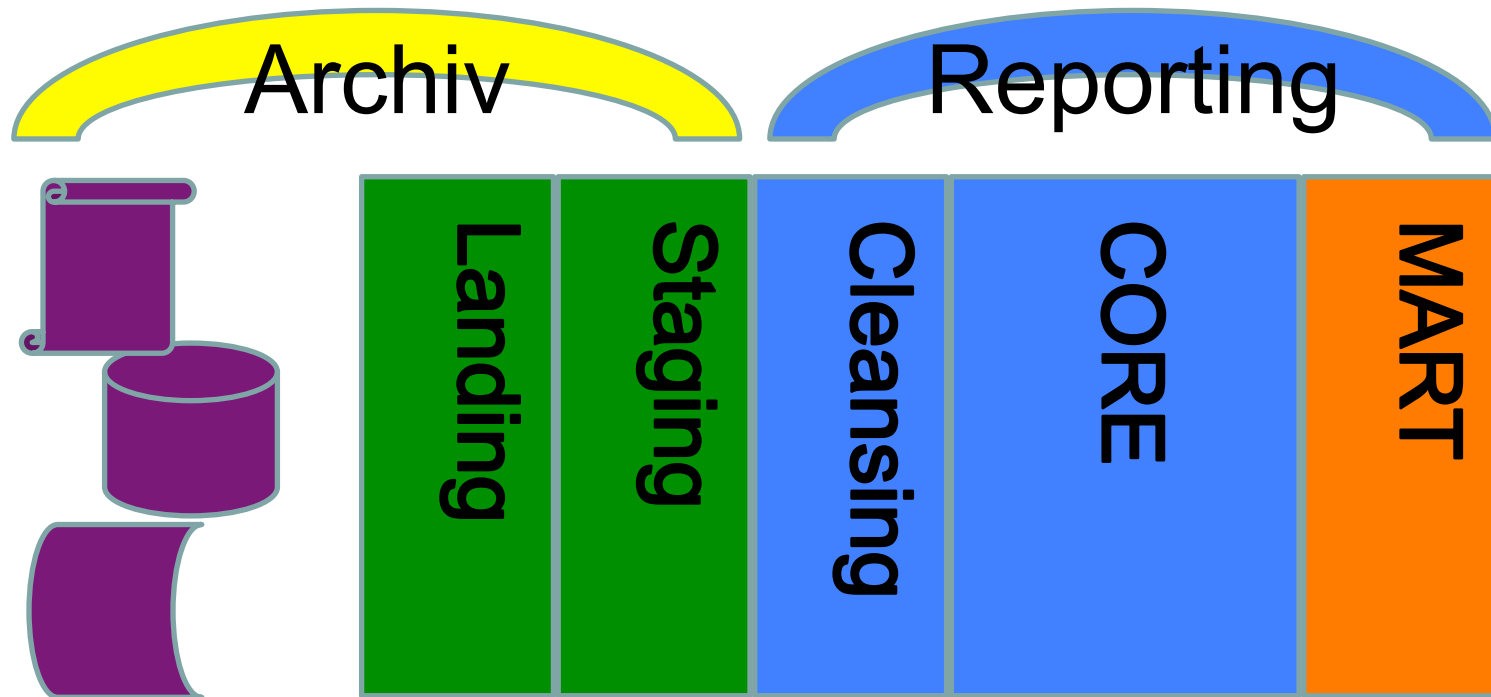 Archiv
Reporting
Landing
Staging
Cleansing
CORE
MART